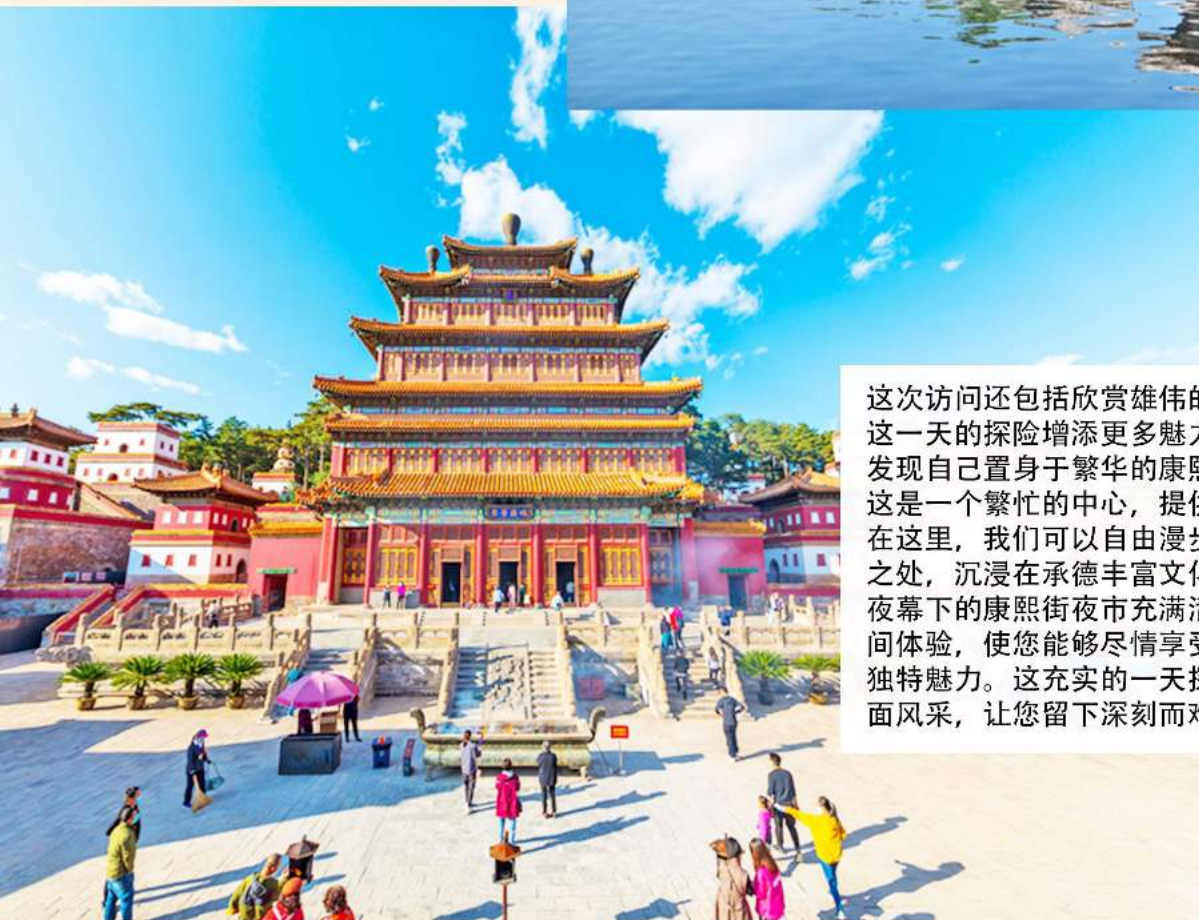 这次访问还包括欣赏雄伟的
这一天的探险增添更多魅
发现自己置身于繁华的康
这是一个繁忙的中心，提
在这里，我们可以自由漫
之处，沉浸在承德丰富文
夜幕下的康熙街夜市充满
间体验，使您能够尽情享
独特魅力。这充实的一天
面风采，让您留下深刻而